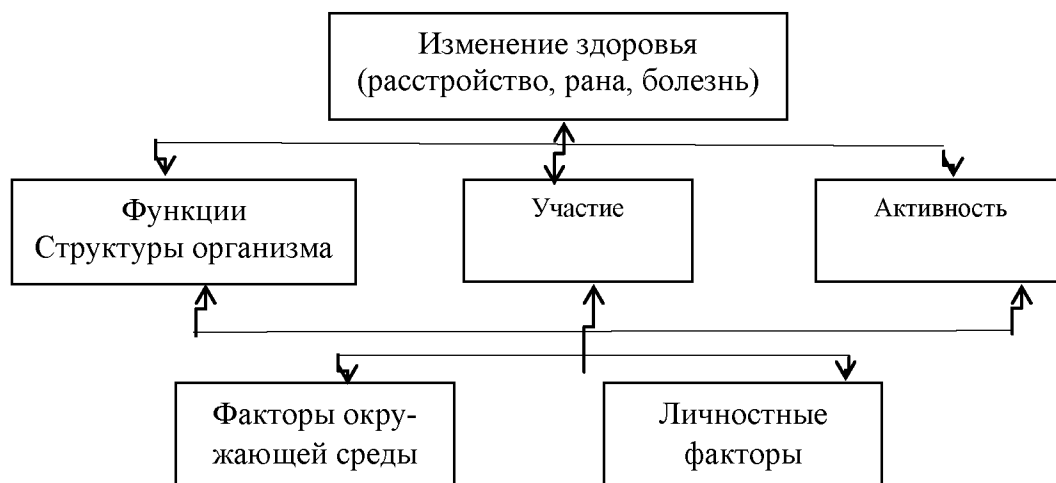 Изменение здоровья
(расстройство, рана, болезнь)
Функции
Структуры организма
Участие
Активность
Факторы окру-
жающей среды
Личностные
факторы